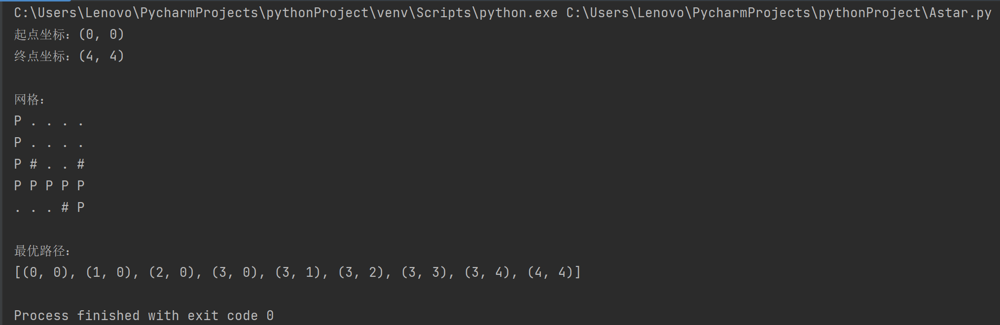 C:\Users\Lenovo\PycharmProjects\pythonProject\venv\Scripts\python.exe C:\Users\Lenovo\PycharmProjects\pythonProject\Astar.py
起点坐标：(0, 0)
终点坐标：(4, 4)
网格：
P . . . .
P . . . .
P # . . #
P P P P P
. . . # P
最优路径：
[(0, 0), (1, 0), (2, 0), (3, 0), (3, 1), (3, 2), (3, 3), (3, 4), (4, 4)]
Process finished with exit code 0